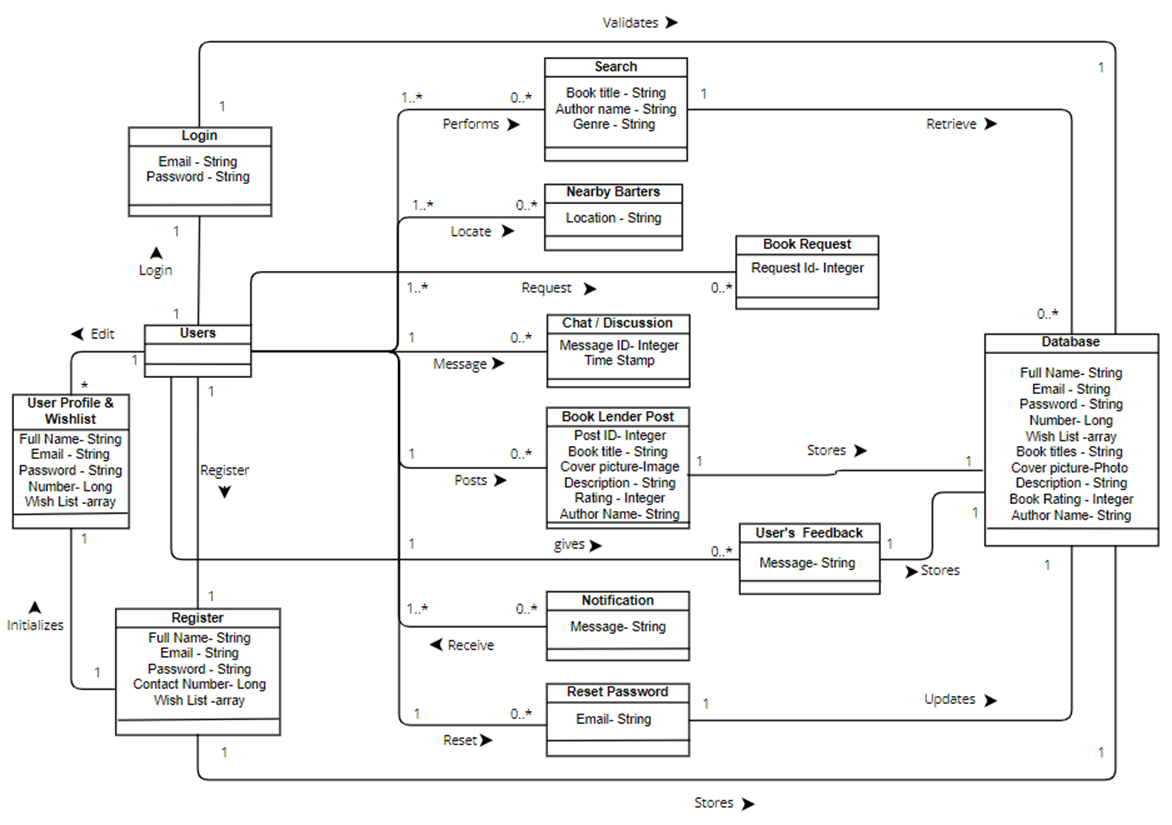 Validates
1
1
Search
Book title - String
Author name - String
Genre - String
1..*
0..*
Performs
1
Retrieve
Login
Email - String
Password - String
1
Login
1
Nearby Barters
Location - String
1..*
0..*
Locate
Book Request
Request Id- Integer
1..*
Request
0..*
0..*
Users
Edit
1
*
1
Chat / Discussion
Message ID- Integer
Time Stamp
1
0..*
Message
Database
Full Name- String
Email - String
Password - String
Number- Long
Wish List -array
Book titles - String
Cover picture-Photo
Description - String
Book Rating - Integer
Author Name- String
User Profile &
Wishlist
Full Name- String
Email - String
Password - String
Number- Long
Wish List -array
Register
Book Lender Post
Post ID- Integer
Book title - String
Cover picture-Image
Description - String
Rating - Integer
Author Name- String
1
0..*
Posts
1
Stores
1
1
1
gives
0..*
User's  Feedback
Message- String
1
Stores
1
1
Initializes
1
1
Register
Full Name- String
Email - String
Password - String
Contact Number- Long
Wish List -array
Notification
Message- String
1..*
0..*
Receive
Reset Password
Email- String
1
0..*
Reset
1
Updates
1
1
Stores